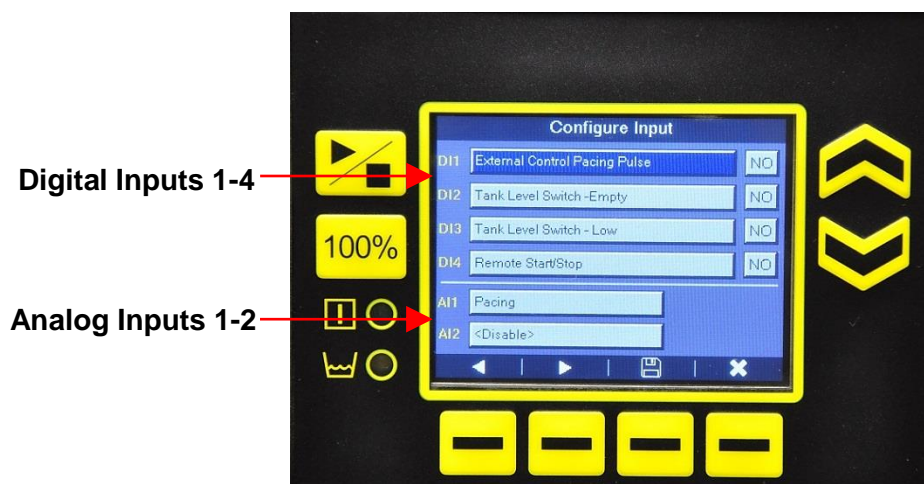 Configure Input
DI1 External Control Pacing Pulse NO
Digital Inputs 1-4
DI2 Tank Level Switch -Empty NO
DI3 Tank Level Switch - Low NO
100%
DI4 Remote Start/Stop NO
AI1 Pacing
Analog Inputs 1-2
AI2 <Disable>